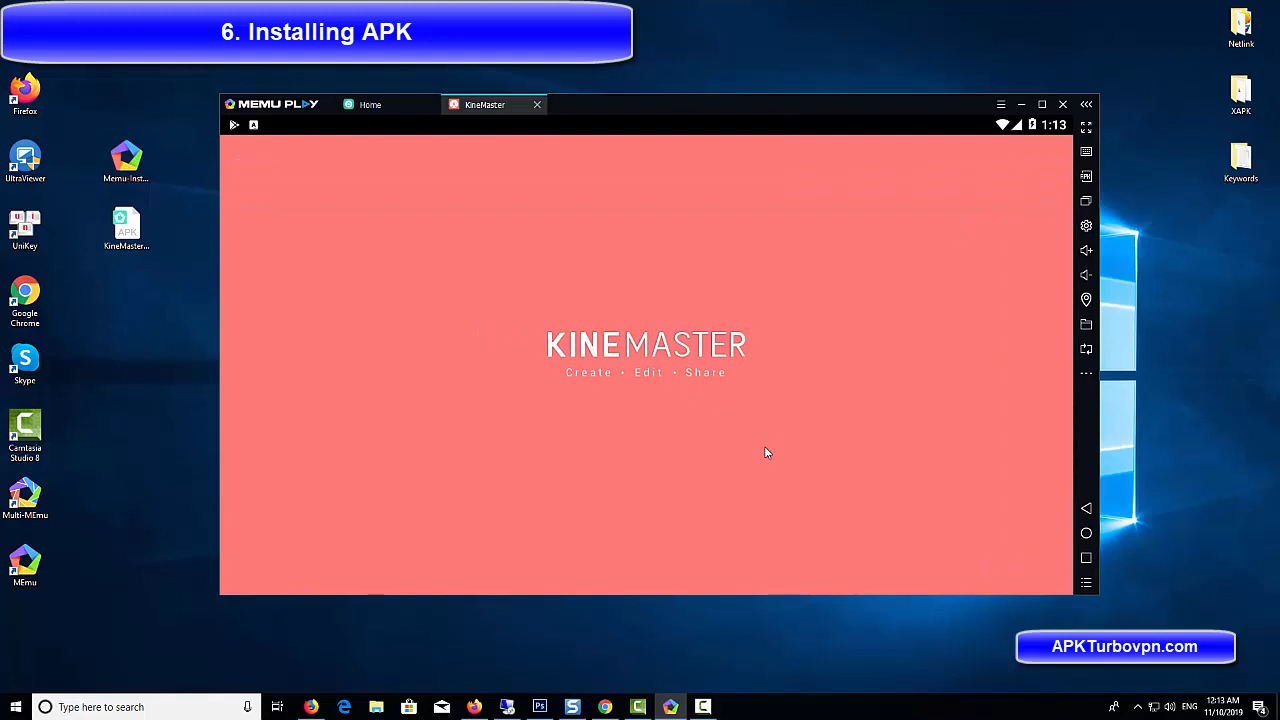 6. Installing APK
Netlink
XAPK
Keywords
Firefox
UltraViewer
UniKey
Google
Chrome
Skype
Camtasia
Studio 8
Multi-MEmu
MEmu
Memu-Inst...
APK
KineMaster...
MEMU PLAY
Home
KineMaster
A
1:13
KINEMASTER
Create • Edit • Share
APKTurbovpn.com
Type here to search
Ps
S
ENG
12:13 AM
11/10/2019